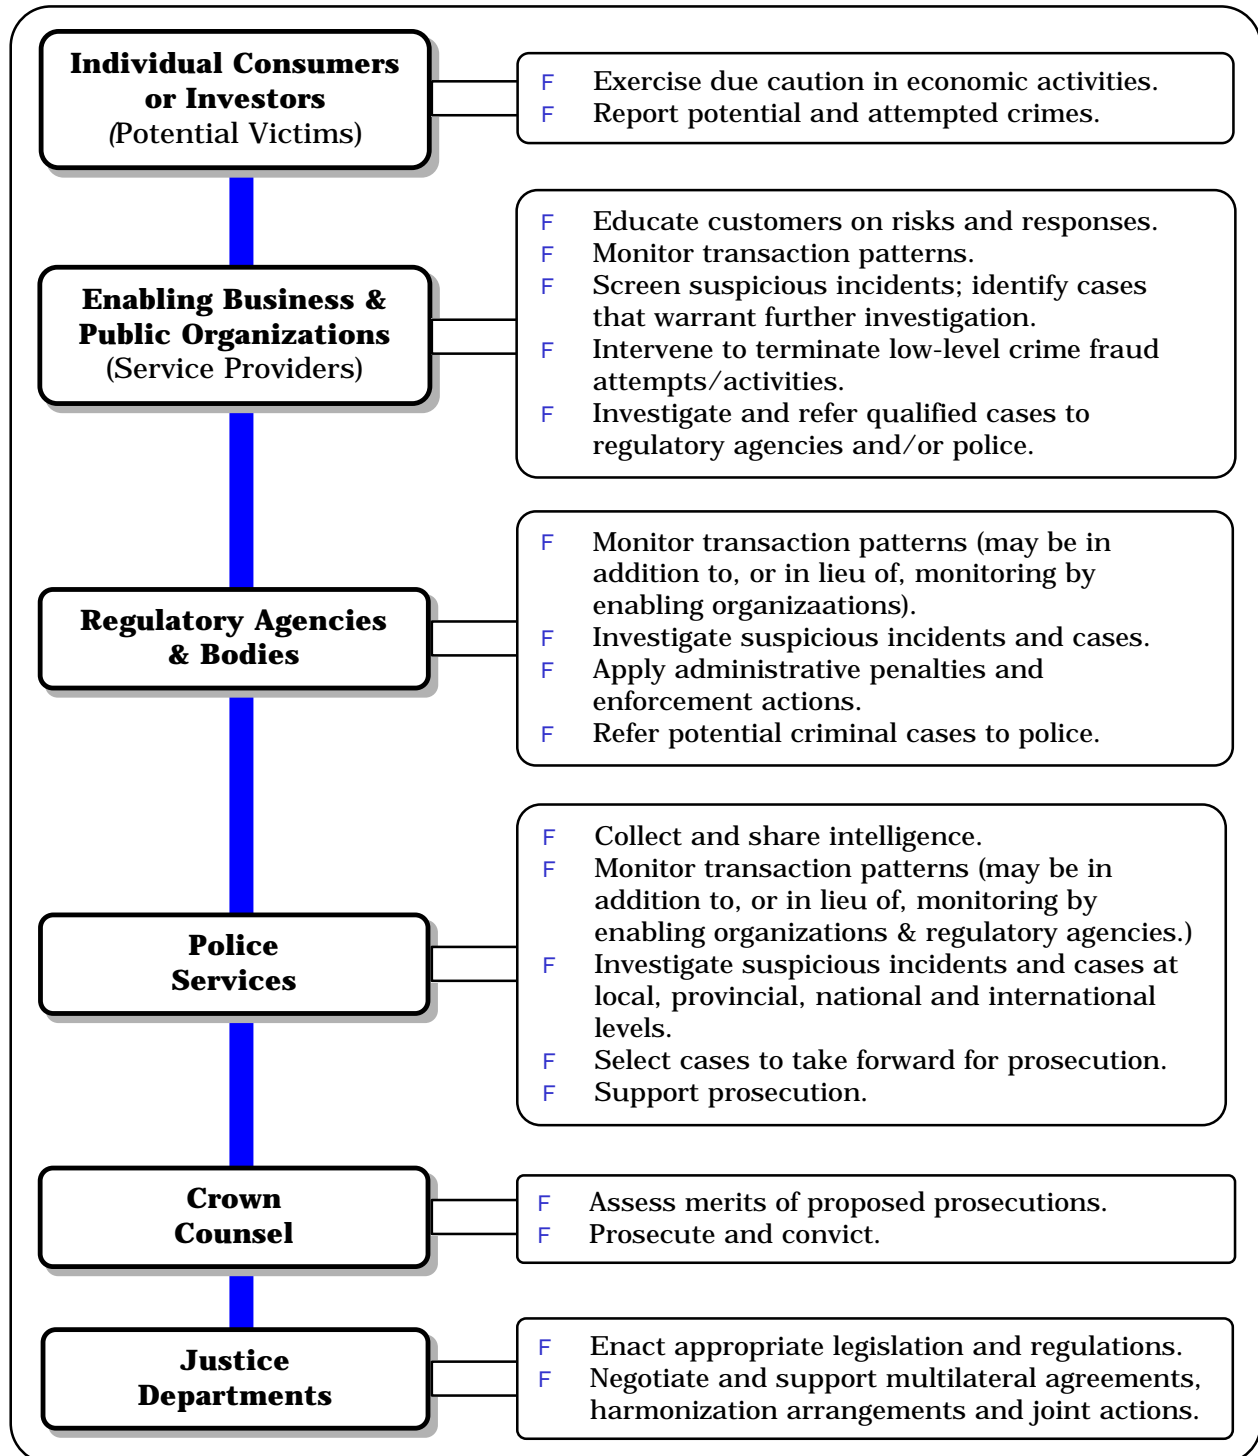 Individual Consumers
or Investors
(Potential Victims)
F Exercise due caution in economic activities.
F Report potential and attempted crimes.
Enabling Business &
Public Organizations
(Service Providers)
F Educate customers on risks and responses.
F Monitor transaction patterns.
F Screen suspicious incidents; identify cases
that warrant further investigation.
F Intervene to terminate low-level crime fraud
attempts/activities.
F Investigate and refer qualified cases to
regulatory agencies and/or police.
Regulatory Agencies
& Bodies
F Monitor transaction patterns (may be in
addition to, or in lieu of, monitoring by
enabling organizaations).
F Investigate suspicious incidents and cases.
F Apply administrative penalties and
enforcement actions.
F Refer potential criminal cases to police.
Police
Services
F Collect and share intelligence.
F Monitor transaction patterns (may be in
addition to, or in lieu of, monitoring by
enabling organizations & regulatory agencies.)
F Investigate suspicious incidents and cases at
local, provincial, national and international
levels.
F Select cases to take forward for prosecution.
F Support prosecution.
Crown
Counsel
F Assess merits of proposed prosecutions.
F Prosecute and convict.
Justice
Departments
F Enact appropriate legislation and regulations.
F Negotiate and support multilateral agreements,
harmonization arrangements and joint actions.